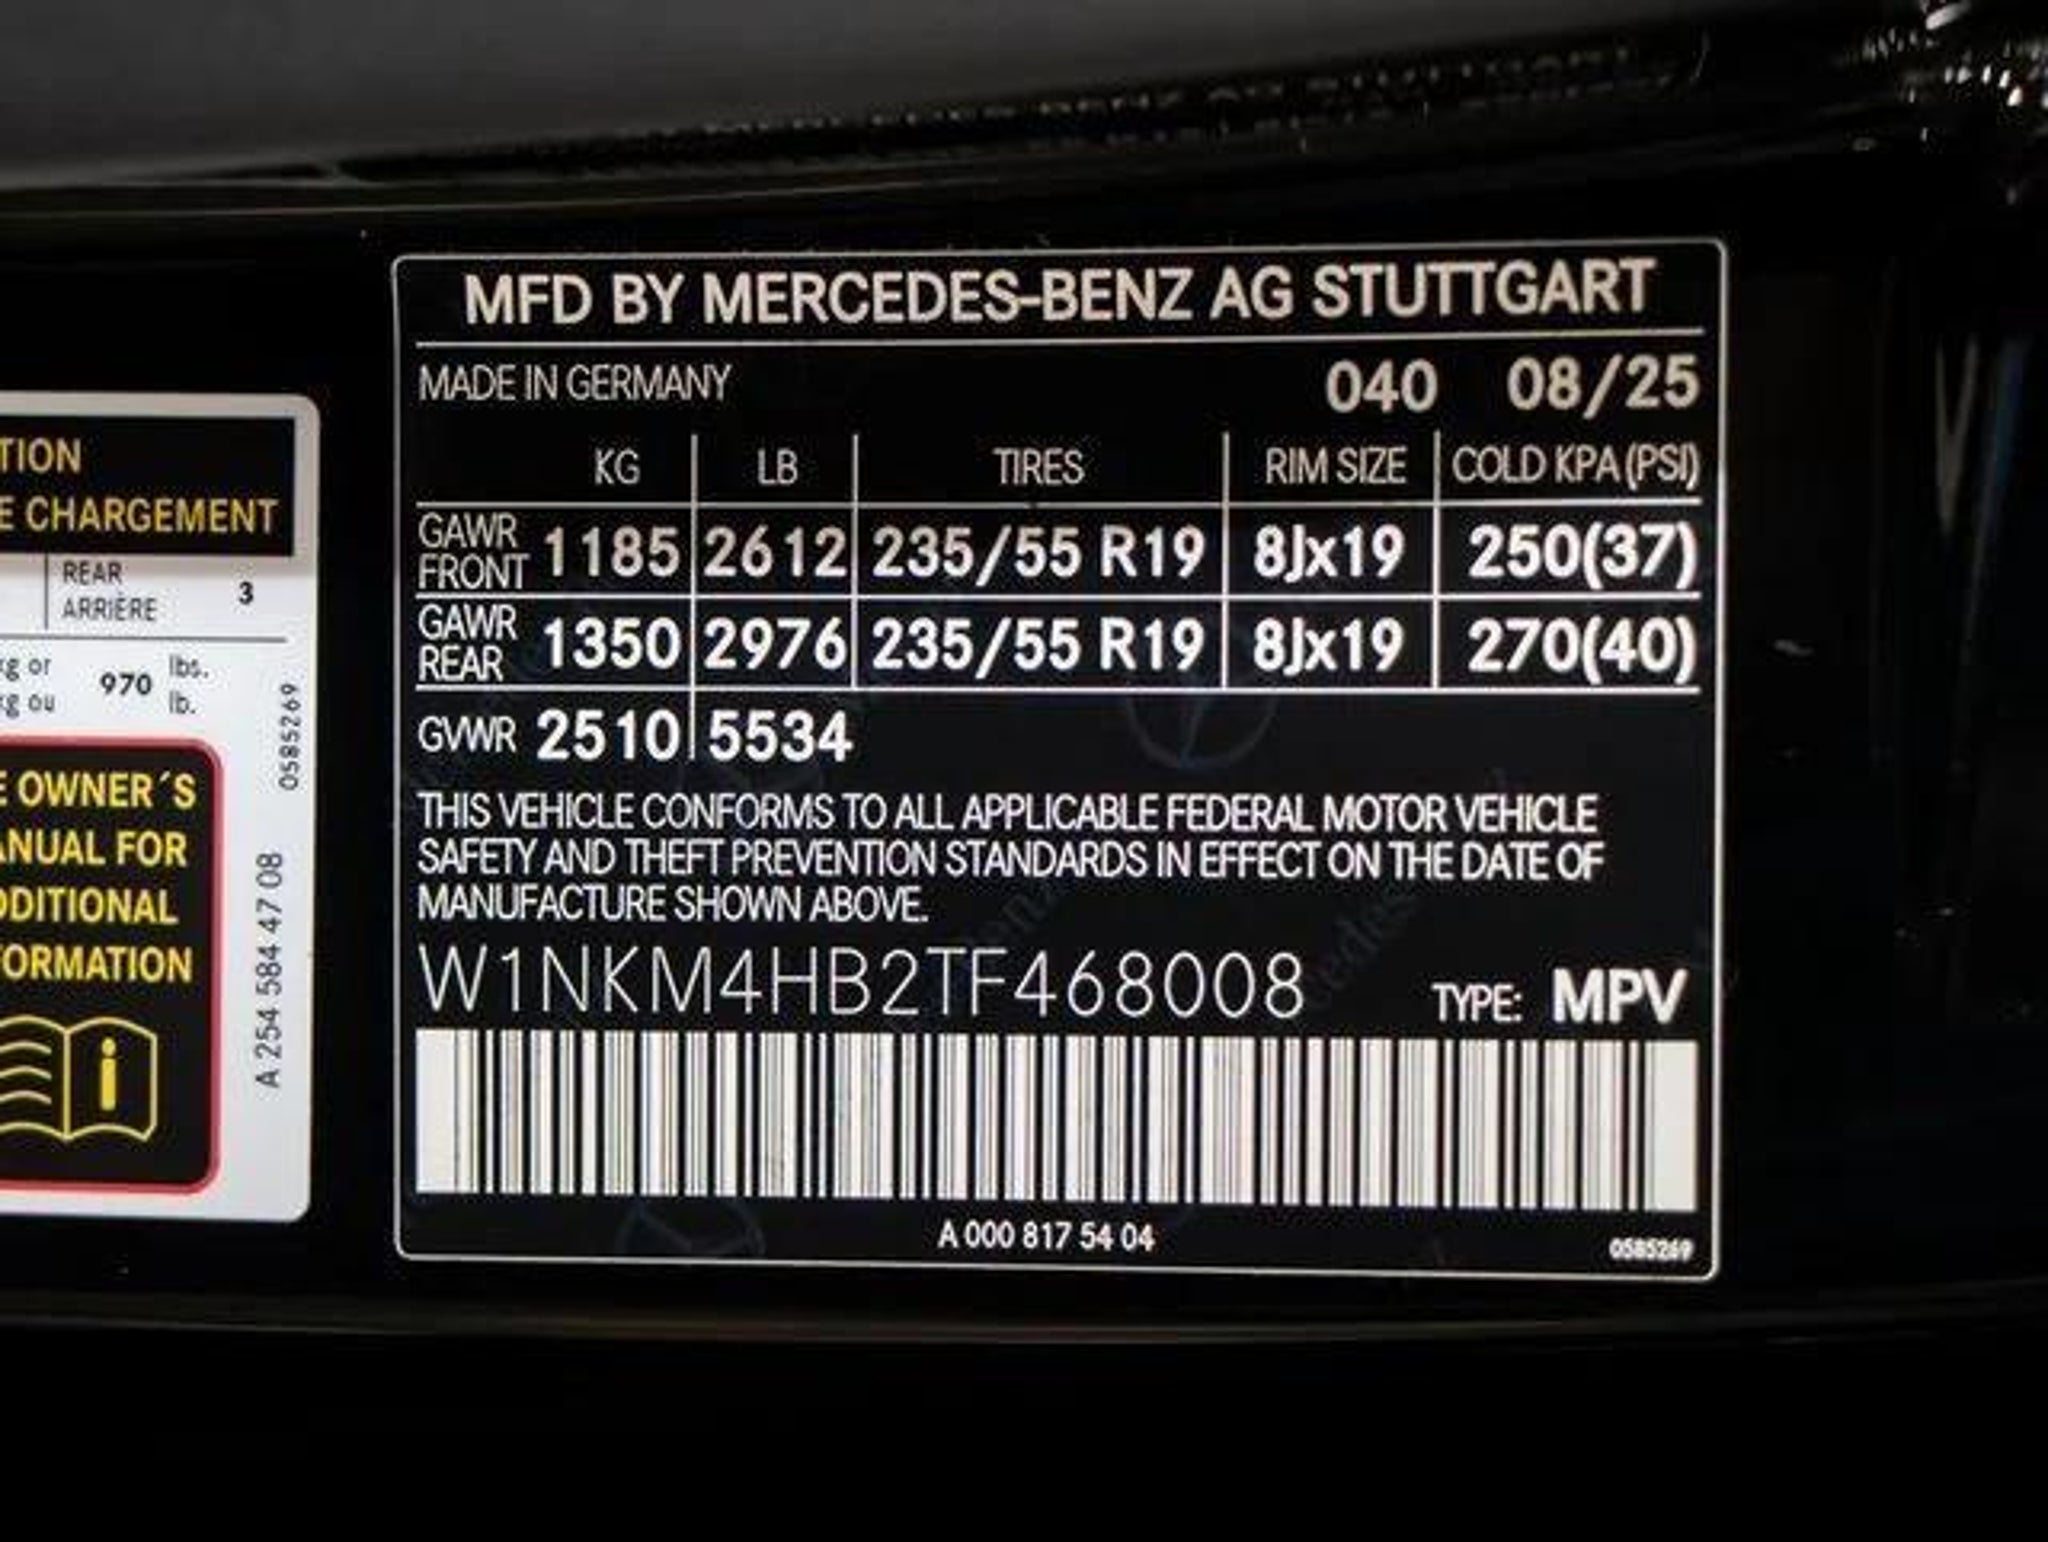 TION
E CHARGEMENT
REAR
ARRIÈRE 3
kg or 970 lbs.
kg ou lb.
0585269
E OWNER´S
ANUAL FOR
DDITIONAL
FORMATION
A 254 584 47 08
MFD BY MERCEDES-BENZ AG STUTTGART
MADE IN GERMANY 040 08/25
KG LB TIRES RIM SIZE COLD KPA (PSI)
GAWR FRONT 1185 2612 235/55 R19 8Jx19 250(37)
GAWR REAR 1350 2976 235/55 R19 8Jx19 270(40)
GVWR 2510 5534
THIS VEHICLE CONFORMS TO ALL APPLICABLE FEDERAL MOTOR VEHICLE
SAFETY AND THEFT PREVENTION STANDARDS IN EFFECT ON THE DATE OF
MANUFACTURE SHOWN ABOVE.
W1NKM4HB2TF468008 TYPE: MPV
A 000 817 54 04
0585269